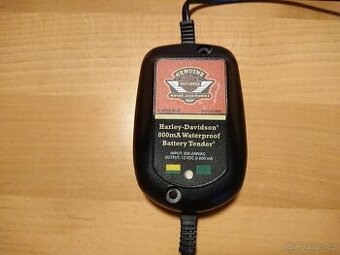 GENUINE
MOTOR ACCESSORIES
Harley-Davidson®
800mA Waterproof
Battery Tender®
INPUT: 220-240VAC
OUTPUT: 12 VDC @ 800 mA